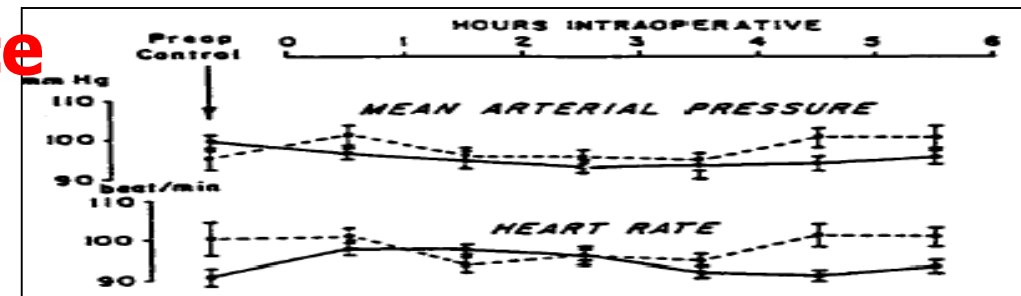 HOURS INTRAOPERATIVE
Preop
Control
0 1 2 3 4 5 6
mm Hg
110
MEAN ARTERIAL PRESSURE
100
90
beat/min
110
HEART RATE
100
90